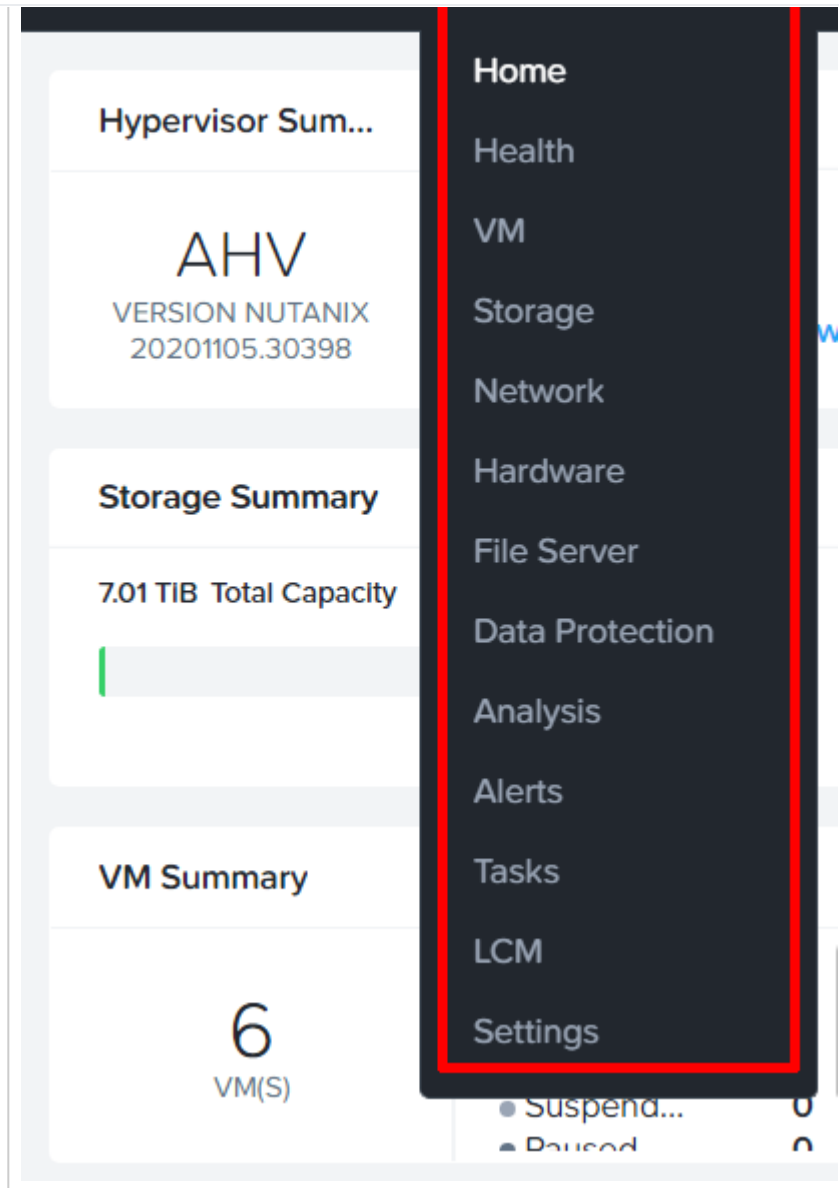 Hypervisor Sum...
AHV
VERSION NUTANIX
20201105.30398
Storage Summary
7.01 TiB Total Capacity
VM Summary
6
VM(S)
Home
Health
VM
Storage
Network
Hardware
File Server
Data Protection
Analysis
Alerts
Tasks
LCM
Settings
Suspend... 0
Paused 0